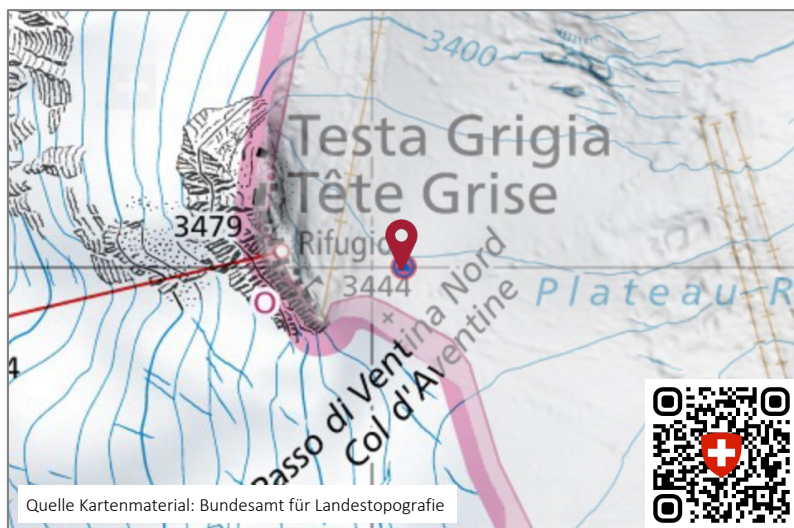 3400
Testa Grigia
Tête Grise
3479
Rifugio
3444
Plateau R
Passo di Ventina Nord
Col d'Aventine
4
Quelle Kartenmaterial: Bundesamt für Landestopografie